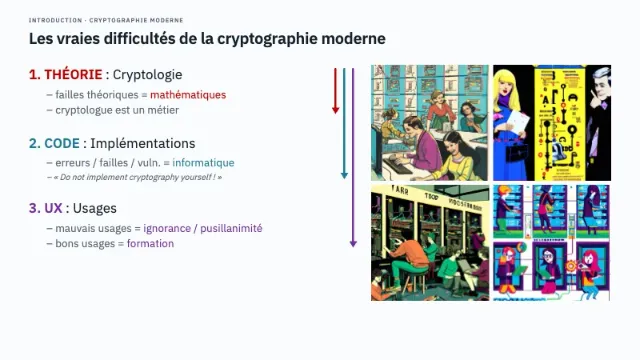 INTRODUCTION · CRYPTOGRAPHIE MODERNE
Les vraies difficultés de la cryptographie moderne
1. THÉORIE : Cryptologie
– failles théoriques = mathématiques
– cryptologue est un métier
2. CODE : Implémentations
– erreurs / failles / vuln. = informatique
– « Do not implement cryptography yourself ! »
3. UX : Usages
– mauvais usages = ignorance / pusillanimité
– bons usages = formation